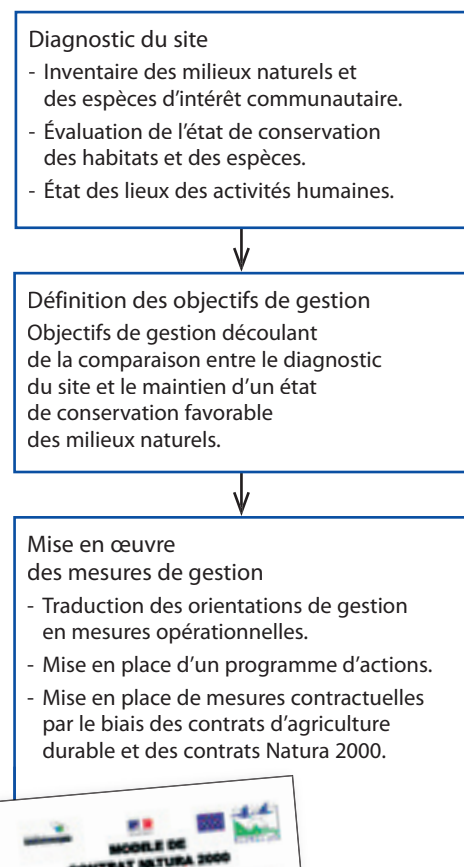 Diagnostic du site
- Inventaire des milieux naturels et
des espèces d’intérêt communautaire.
- Évaluation de l’état de conservation
des habitats et des espèces.
- État des lieux des activités humaines.
Définition des objectifs de gestion
Objectifs de gestion découlant
de la comparaison entre le diagnostic
du site et le maintien d’un état
de conservation favorable
des milieux naturels.
Mise en œuvre
des mesures de gestion
- Traduction des orientations de gestion
en mesures opérationnelles.
- Mise en place d’un programme d’actions.
- Mise en place de mesures contractuelles
par le biais des contrats d’agriculture
durable et des contrats Natura 2000.
MODELE DE
CONTRAT NATURA 2000